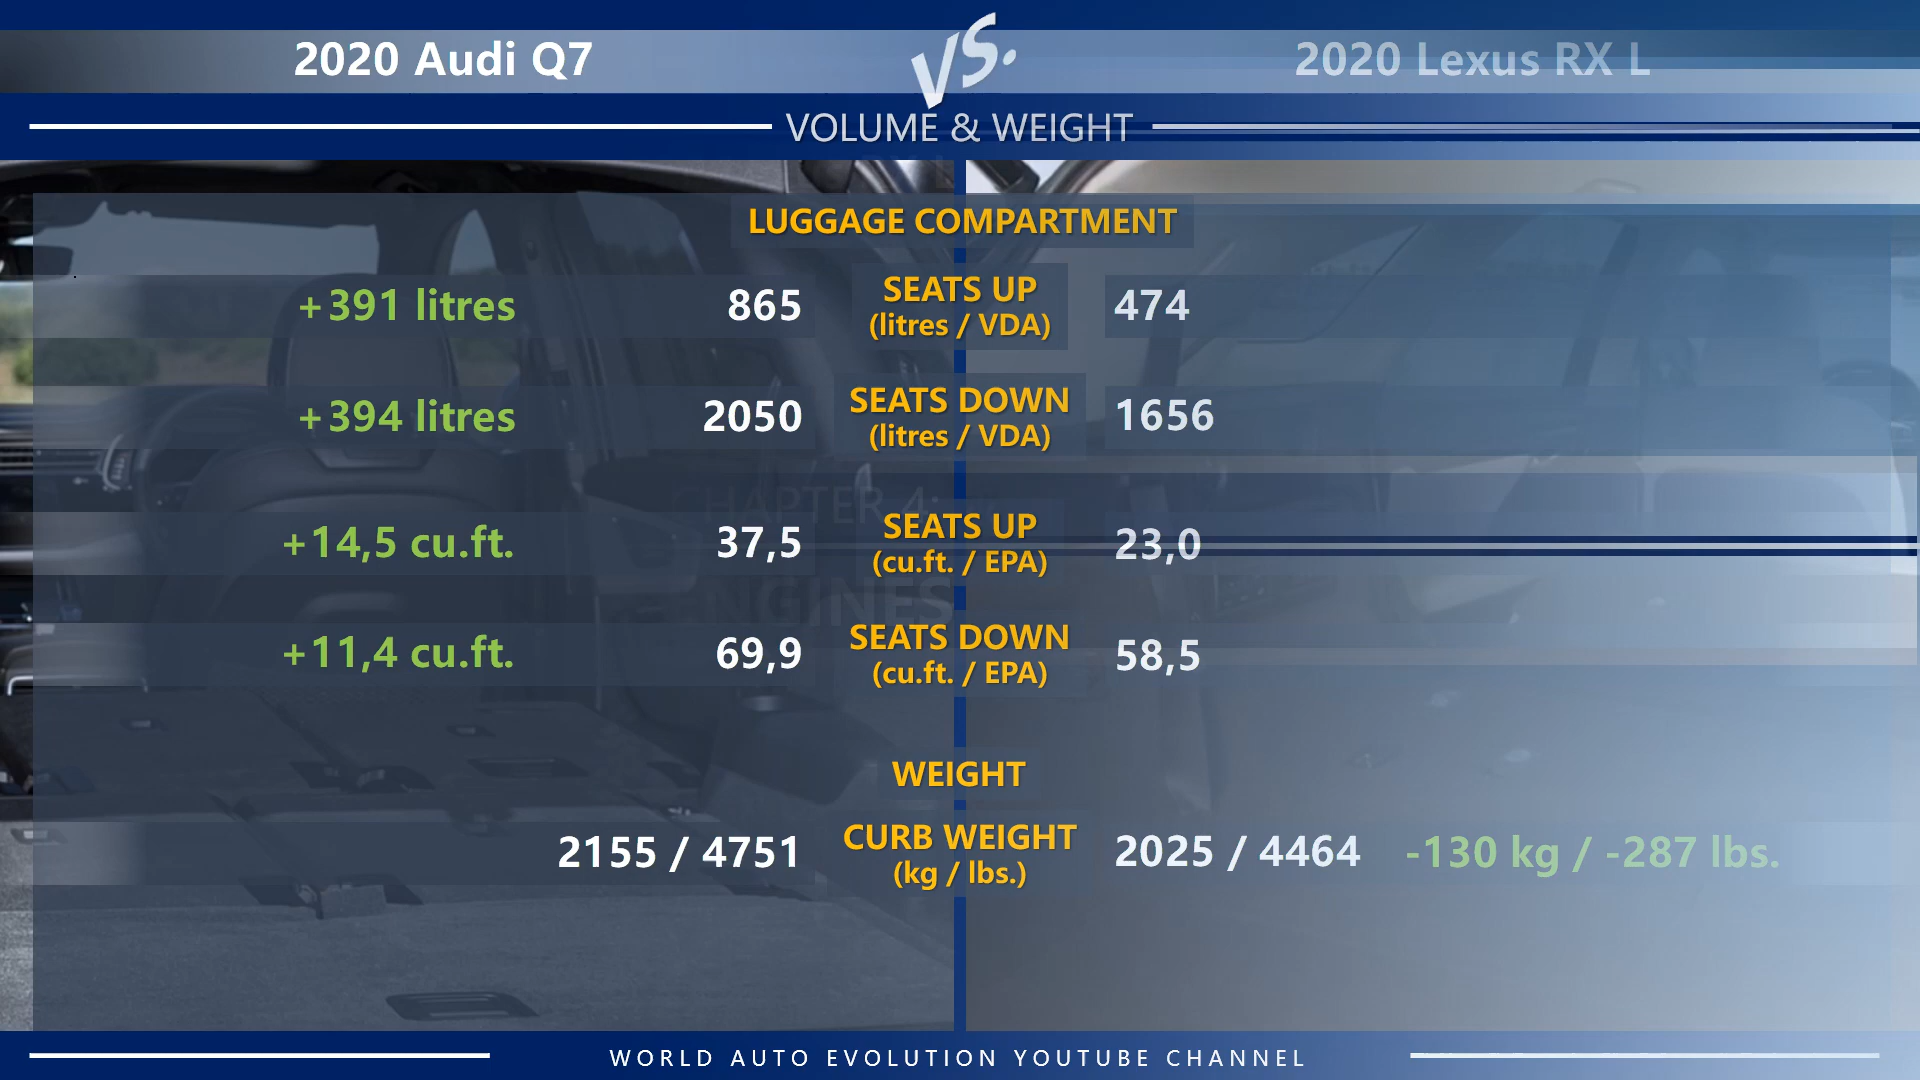 2020 Audi Q7 VS. 2020 Lexus RX L
VOLUME & WEIGHT
LUGGAGE COMPARTMENT
+391 litres 865 SEATS UP (litres / VDA) 474
+394 litres 2050 SEATS DOWN (litres / VDA) 1656
CHAPTER 4:
+14,5 cu.ft. 37,5 SEATS UP (cu.ft. / EPA) 23,0
ENGINES
+11,4 cu.ft. 69,9 SEATS DOWN (cu.ft. / EPA) 58,5
WEIGHT
2155 / 4751 CURB WEIGHT (kg / lbs.) 2025 / 4464 -130 kg / -287 lbs.
WORLD AUTO EVOLUTION YOUTUBE CHANNEL